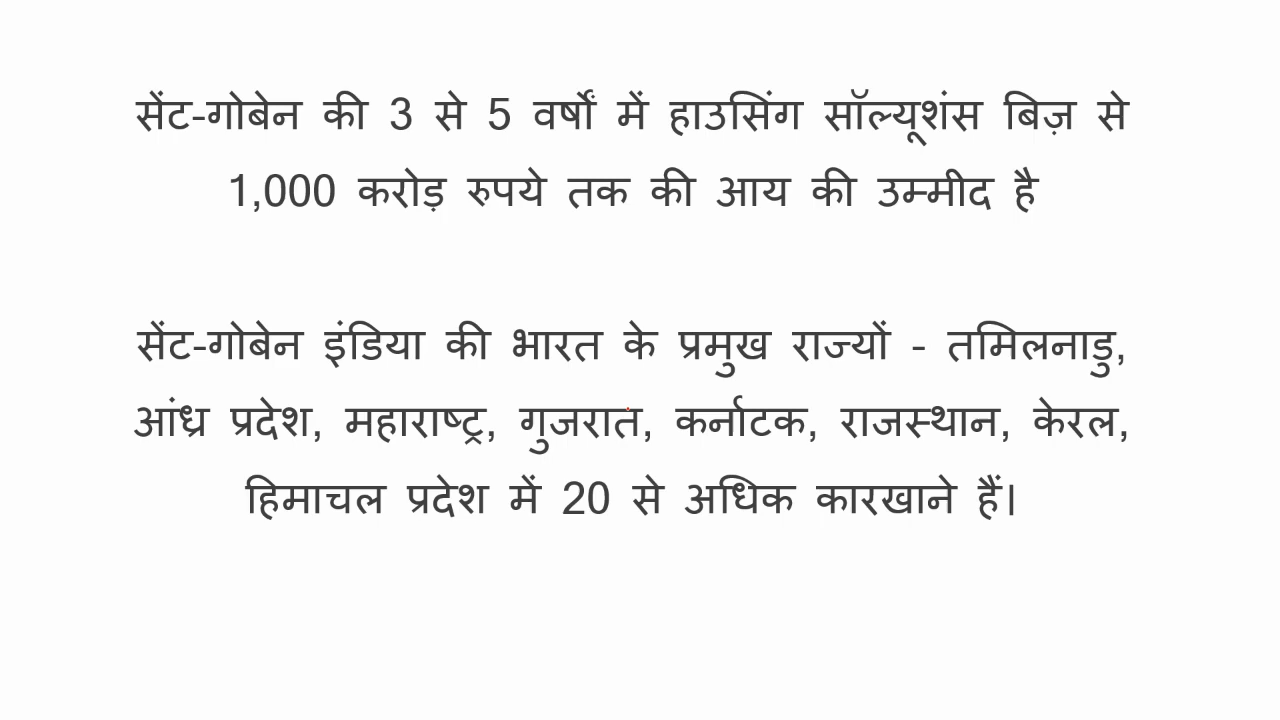 सेंट-गोबेन की 3 से 5 वर्षों में हाउसिंग सॉल्यूशंस बिज़ से
1,000 करोड़ रुपये तक की आय की उम्मीद है
सेंट-गोबेन इंडिया की भारत के प्रमुख राज्यों - तमिलनाडु,
आंध्र प्रदेश, महाराष्ट्र, गुजरात, कर्नाटक, राजस्थान, केरल,
हिमाचल प्रदेश में 20 से अधिक कारखाने हैं।